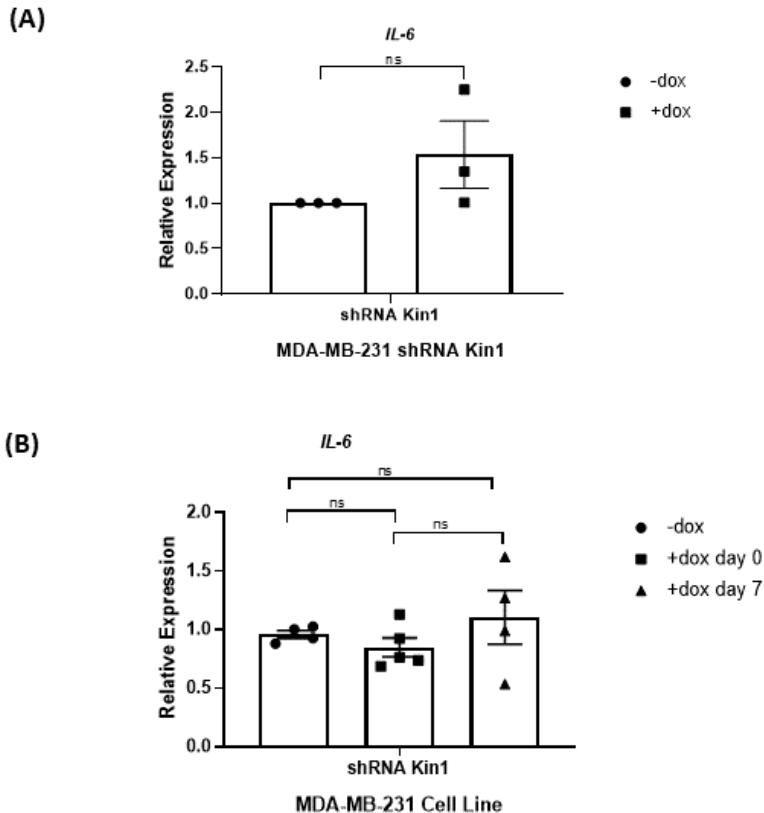 (A)
IL-6
ns
2.5
2.0
1.5
1.0
0.5
0.0
Relative Expression
-dox
+dox
shRNA Kin1
MDA-MB-231 shRNA Kin1
(B)
IL-6
ns
ns
ns
2.0
1.5
1.0
0.5
0.0
Relative Expression
-dox
+dox day 0
+dox day 7
shRNA Kin1
MDA-MB-231 Cell Line